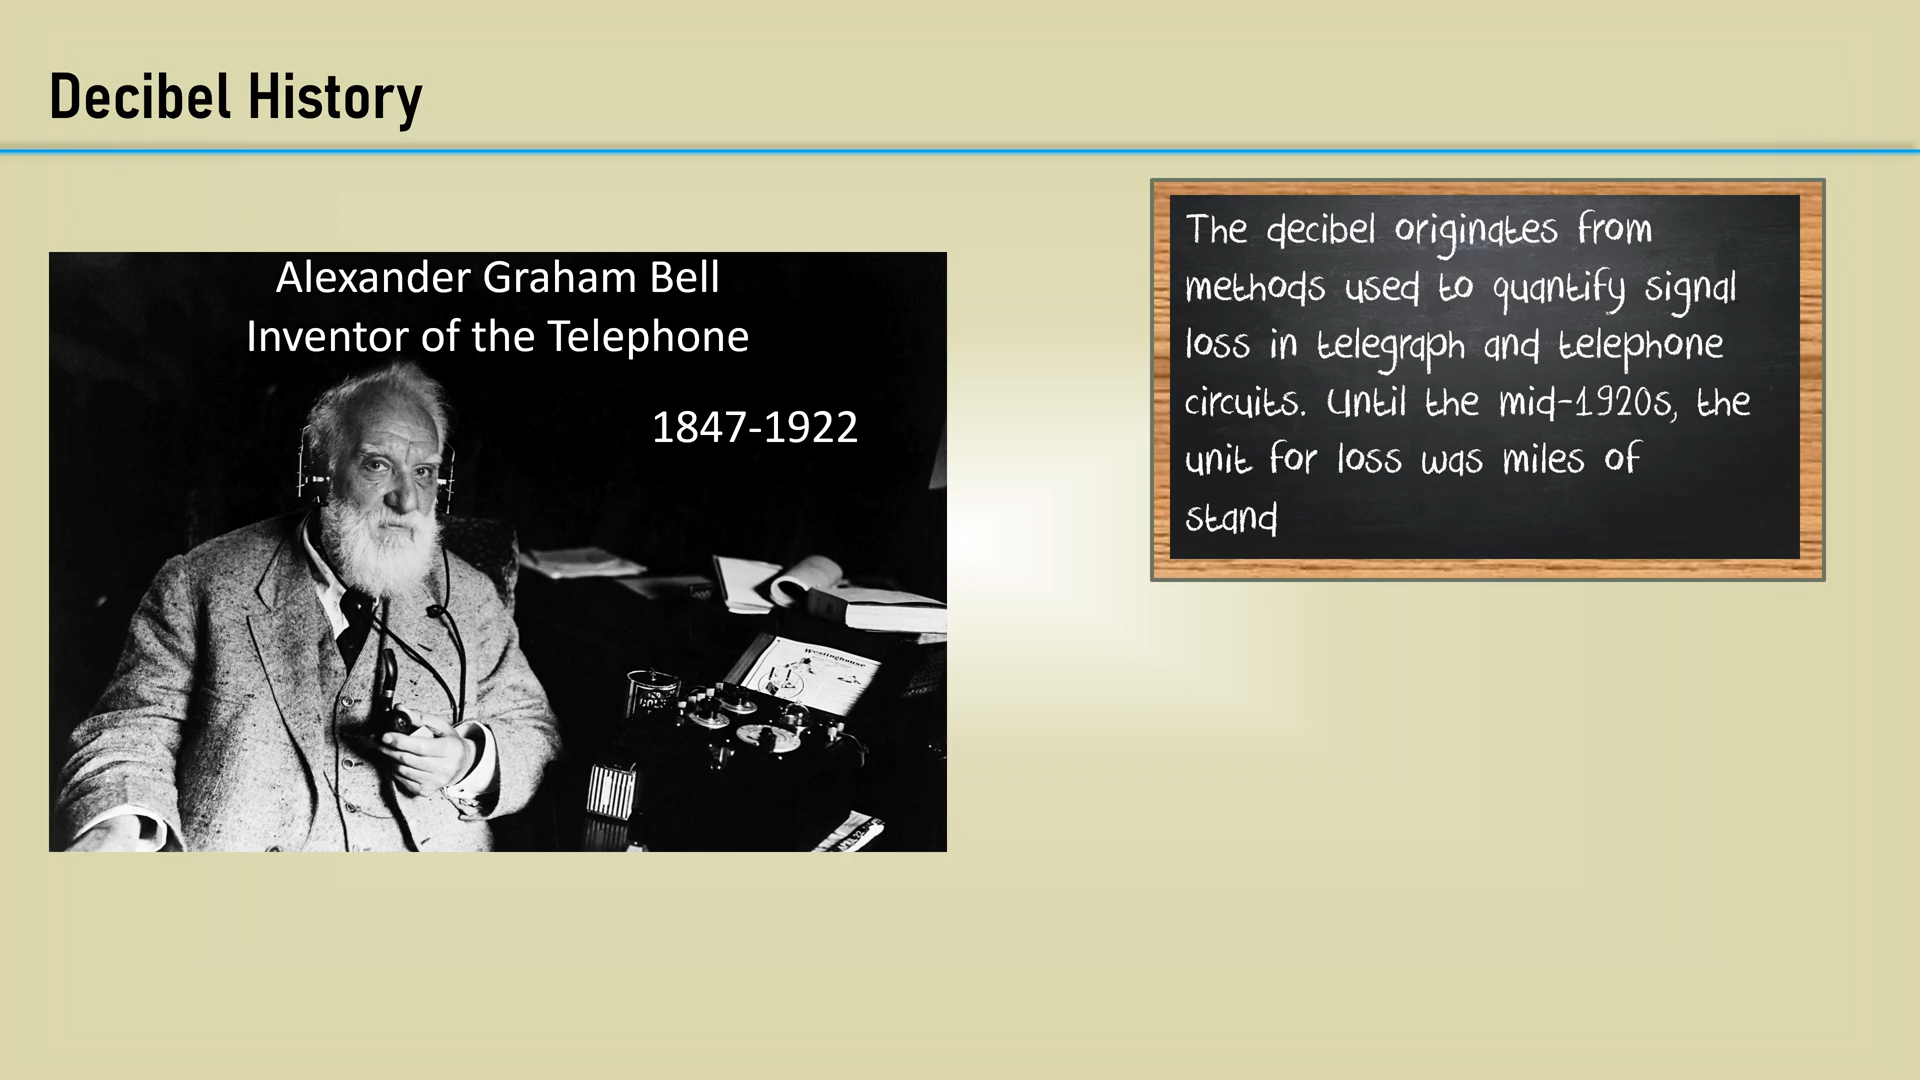 Decibel History
Alexander Graham Bell
Inventor of the Telephone
1847-1922
Westinghouse
The decibel originates from
methods used to quantify signal
loss in telegraph and telephone
circuits. Until the mid-1920s, the
unit for loss was miles of
stand